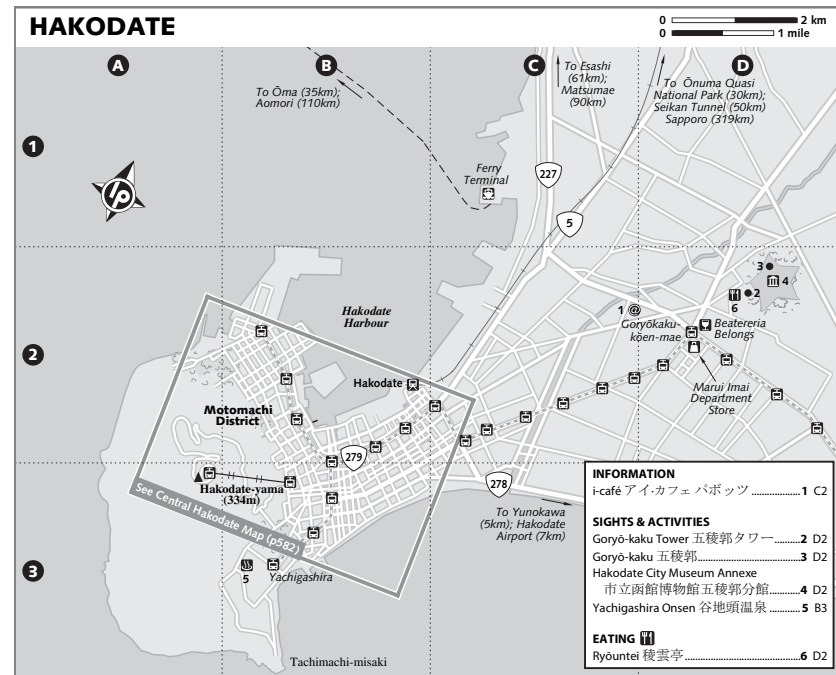 HAKODATE
0 2 km
0 1 mile
A
B
C
D
1
2
3
To Ōma (35km);
Aomori (110km)
To Esashi
(61km);
Matsumae
(90km)
To Ōnuma Quasi
National Park (30km);
Seikan Tunnel (50km)
Sapporo (319km)
Ferry
Terminal
227
5
lp
3
4
2
6
1 @
Goryōkaku-
kōen-mae
Beatereria
Belongs
Marui Imai
Department
Store
Hakodate
Harbour
Hakodate
Motomachi
District
279
278
Hakodate-yama
(334m)
See Central Hakodate Map (p582)
To Yunokawa
(5km); Hakodate
Airport (7km)
5
Yachigashira
Tachimachi-misaki
INFORMATION
i-café アイ·カフェ パボッツ..................1 C2
SIGHTS & ACTIVITIES
Goryō-kaku Tower 五稜郭タワー.........2 D2
Goryō-kaku 五稜郭...........................3 D2
Hakodate City Museum Annexe
市立函館博物館五稜郭分館............4 D2
Yachigashira Onsen 谷地頭温泉..........5 B3
EATING
Ryōuntei 稜雲亭..............................6 D2